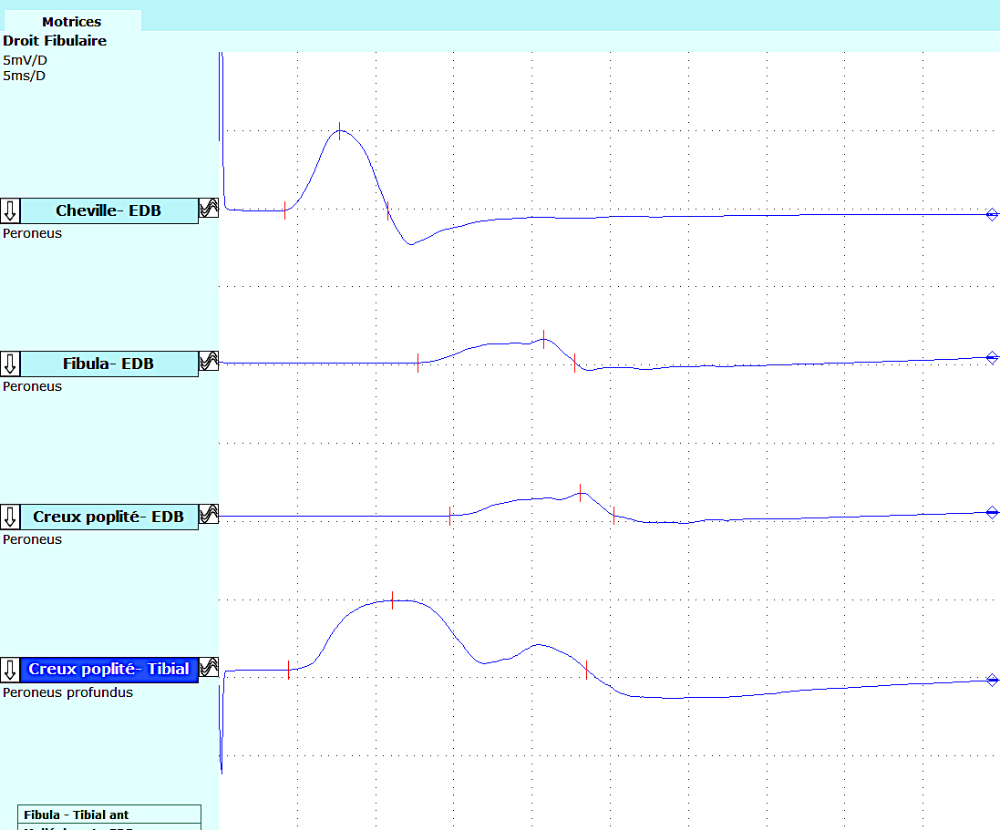 Motrices
Droit Fibulaire
5mV/D
5ms/D
Cheville- EDB
Peroneus
Fibula- EDB
Peroneus
Creux poplité- EDB
Peroneus
Creux poplité- Tibial
Peroneus profundus
Fibula - Tibial ant